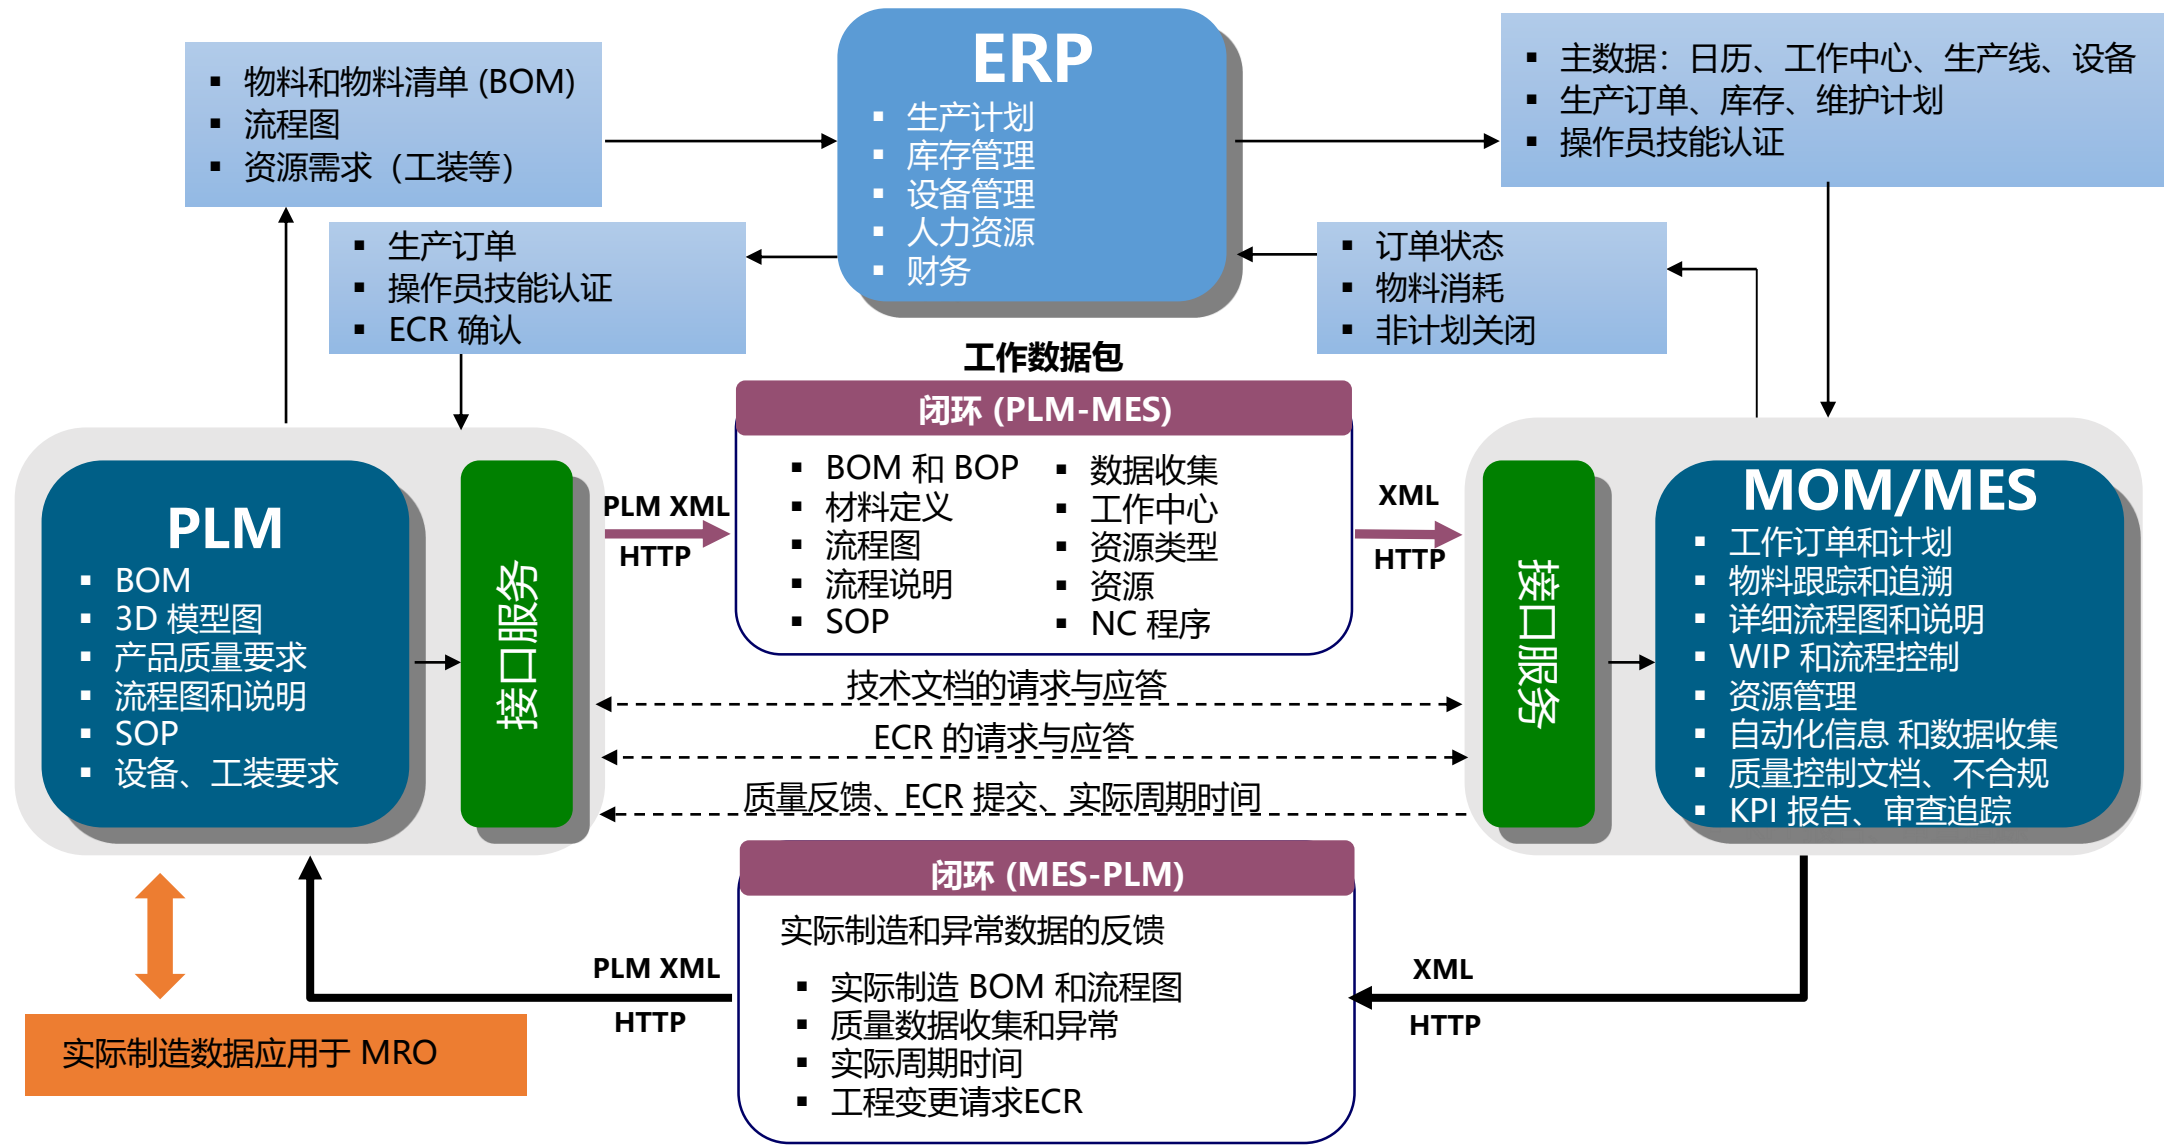 物料和物料清单 (BOM)
流程图
资源需求（工装等）
ERP
生产计划
库存管理
设备管理
人力资源
财务
主数据：日历、工作中心、生产线、设备
生产订单、库存、维护计划
操作员技能认证
生产订单
操作员技能认证
ECR 确认
订单状态
物料消耗
非计划关闭
工作数据包
闭环 (PLM-MES)
BOM 和 BOP
材料定义
流程图
流程说明
SOP
数据收集
工作中心
资源类型
资源
NC 程序
PLM
BOM
3D 模型图
产品质量要求
流程图和说明
SOP
设备、工装要求
接口服务
PLM XML
HTTP
XML
HTTP
接口服务
MOM/MES
工作订单和计划
物料跟踪和追溯
详细流程图和说明
WIP 和流程控制
资源管理
自动化信息 和数据收集
质量控制文档、不合规
KPI 报告、审查追踪
技术文档的请求与应答
ECR 的请求与应答
质量反馈、ECR 提交、实际周期时间
闭环 (MES-PLM)
实际制造和异常数据的反馈
实际制造 BOM 和流程图
质量数据收集和异常
实际周期时间
工程变更请求ECR
PLM XML
HTTP
XML
HTTP
实际制造数据应用于 MRO